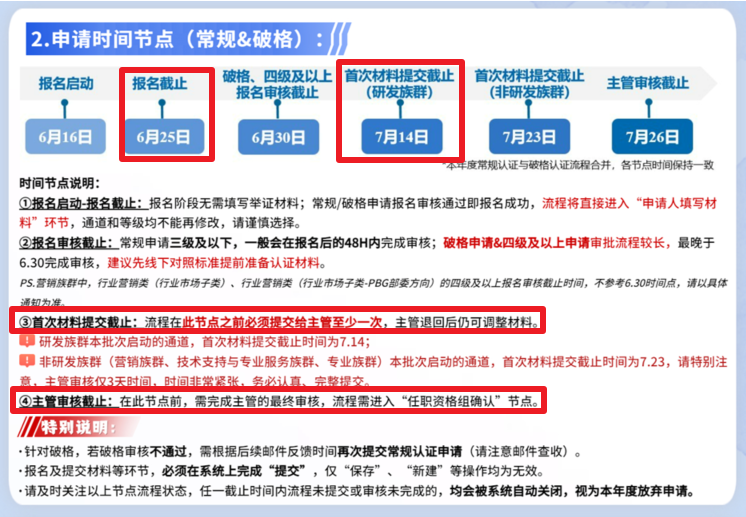 2.申请时间节点（常规&破格）：
报名启动
6月16日
报名截止
6月25日
破格、四级及以上
报名审核截止
6月30日
首次材料提交截止
（研发族群）
7月14日
首次材料提交截止
（非研发族群）
7月23日
主管审核截止
7月26日
*本年度常规认证与破格认证流程合并，各节点时间保持一致
时间节点说明：
①报名启动-报名截止：报名阶段无需填写举证材料；常规/破格申请报名审核通过即报名成功，流程将直接进入“申请人填写材
料”环节，通道和等级均不能再修改，请谨慎选择。
②报名审核截止：常规申请三级及以下，一般会在报名后的48H内完成审核；破格申请&四级及以上申请审批流程较长，最晚于
6.30完成审核，建议先线下对照标准提前准备认证材料。
PS.营销族群中，行业营销类（行业市场子类）、行业营销类（行业市场子类-PBG部委方向）的四级及以上报名审核截止时间，不参考6.30时间点，请以具体
通知为准。
③首次材料提交截止：流程在此节点之前必须提交给主管至少一次，主管退回后仍可调整材料。
研发族群本批次启动的通道，首次材料提交截止时间为7.14；
非研发族群（营销族群、技术支持与专业服务族群、专业族群）本批次启动的通道，首次材料提交截止时间为7.23，请特别注
意，主管审核仅3天时间，时间非常紧张，务必认真、完整提交。
④主管审核截止：在此节点前，需完成主管的最终审核，流程需进入“任职资格组确认”节点。
特别说明：
·针对破格，若破格审核不通过，需根据后续邮件反馈时间再次提交常规认证申请（请注意邮件查收）。
·报名及提交材料等环节，必须在系统上完成“提交”，仅“保存”、“新建”等操作均为无效。
·请及时关注以上节点流程状态，任一截止时间内流程未提交或审核未完成的，均会被系统自动关闭，视为本年度放弃申请。